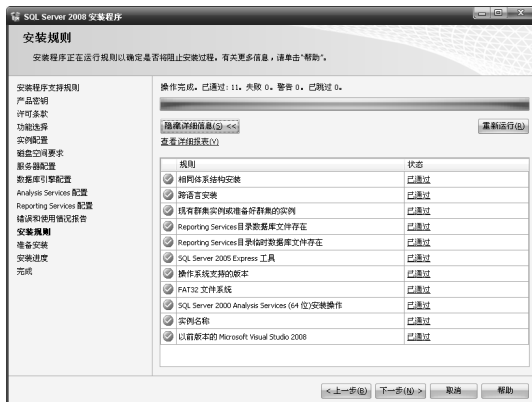 SQL Server 2008 安装程序
安装规则
安装程序正在运行规则以确定是否将阻止安装过程。有关更多信息，请单击“帮助”。
安装程序支持规则
产品密钥
许可条款
功能选择
实例配置
磁盘空间要求
服务器配置
数据库引擎配置
Analysis Services 配置
Reporting Services 配置
错误和使用情况报告
安装规则
准备安装
安装进度
完成
操作完成。已通过: 11。失败 0。警告 0。已跳过 0。
隐藏详细信息(S) <<
重新运行(R)
查看详细报表(V)
规则 状态
相同体系结构安装 已通过
跨语言安装 已通过
现有群集实例或准备好群集的实例 已通过
Reporting Services目录数据库文件存在 已通过
Reporting Services目录临时数据库文件存在 已通过
SQL Server 2005 Express 工具 已通过
操作系统支持的版本 已通过
FAT32 文件系统 已通过
SQL Server 2000 Analysis Services (64 位)安装操作 已通过
实例名称 已通过
以前版本的 Microsoft Visual Studio 2008 已通过
< 上一步(B) 下一步(N) > 取消 帮助